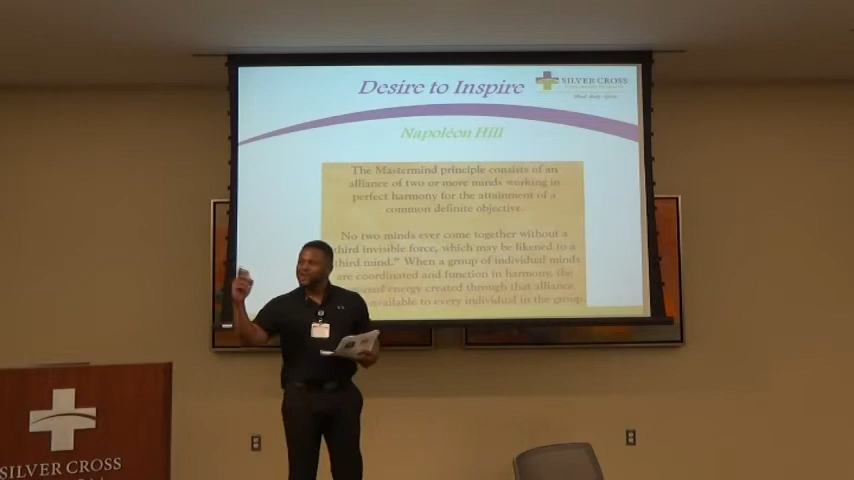 Desire to Inspire
SILVER CROSS
Napoléon Hill
The Mastermind principle consists of an
alliance of two or more minds working in
perfect harmony for the attainment of a
common definite objective.
No two minds ever come together without a
third invisible force, which may be likened to a
third mind." When a group of individual minds
are coordinated and function in harmony, the
energy created through that alliance
available to every individual in the group.
SILVER CROSS